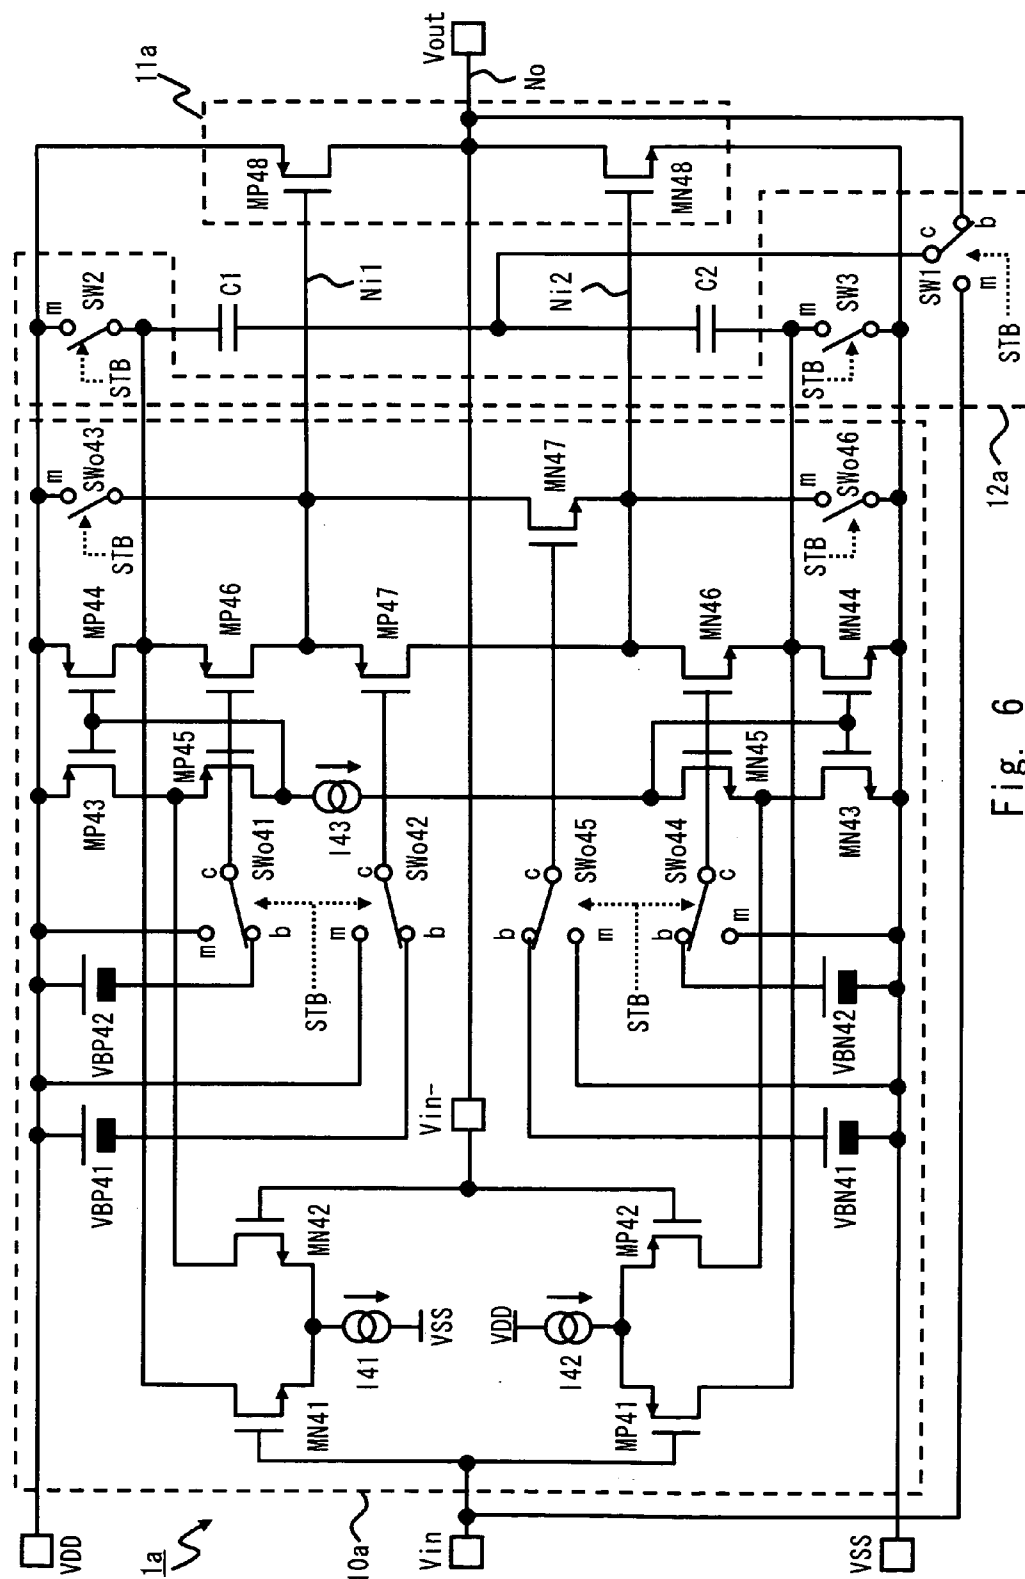 1a
VDD
Vin
VSS
10a
MN41
MN42
I41
VSS
VDD
I42
MP41
MP42
Vin-
VBP41
VBP42
VBN41
VBN42
m
b
c
SWo41
STB
m
b
c
SWo42
b
m
c
SWo45
STB
b
m
c
SWo44
MP43
MP44
MP45
MP46
MP47
I43
MN45
MN46
MN43
MN44
m
SWo43
STB
MN47
m
SWo46
STB
12a
m
SW2
STB
C1
Ni1
Ni2
C2
m
SW3
STB
11a
MP48
MN48
No
Vout
c
b
m
SW1
STB
Fig. 6